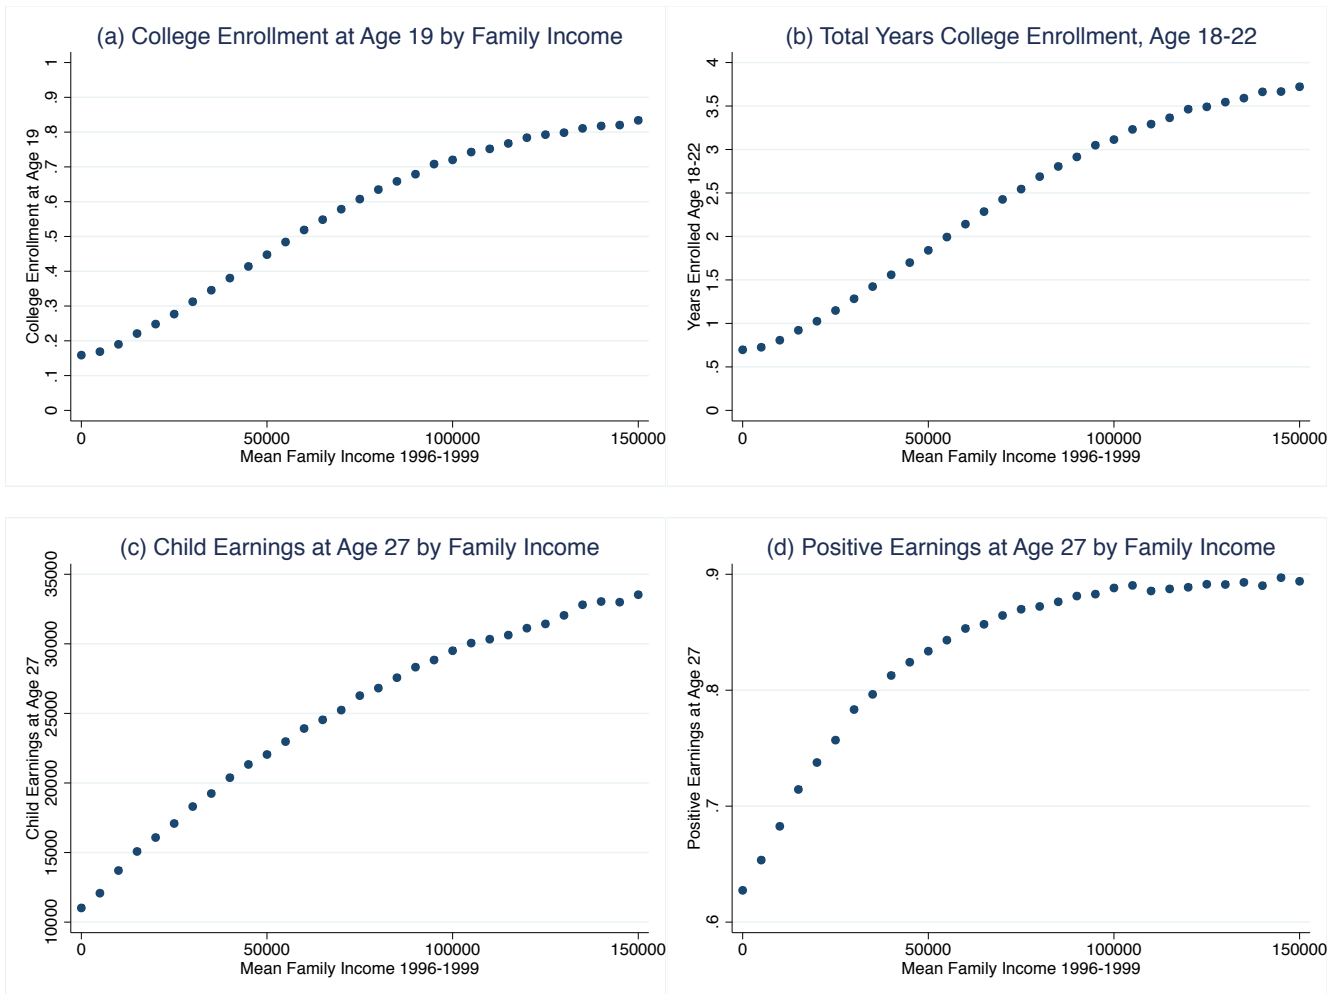 (a) College Enrollment at Age 19 by Family Income
College Enrollment at Age 19
1
.9
.8
.7
.6
.5
.4
.3
.2
.1
0
0 50000 100000 150000
Mean Family Income 1996-1999
(b) Total Years College Enrollment, Age 18-22
Years Enrolled Age 18-22
4
3.5
3
2.5
2
1.5
1
.5
0
0 50000 100000 150000
Mean Family Income 1996-1999
(c) Child Earnings at Age 27 by Family Income
Child Earnings at Age 27
35000
30000
25000
20000
15000
10000
0 50000 100000 150000
Mean Family Income 1996-1999
(d) Positive Earnings at Age 27 by Family Income
Positive Earnings at Age 27
.9
.8
.7
.6
0 50000 100000 150000
Mean Family Income 1996-1999